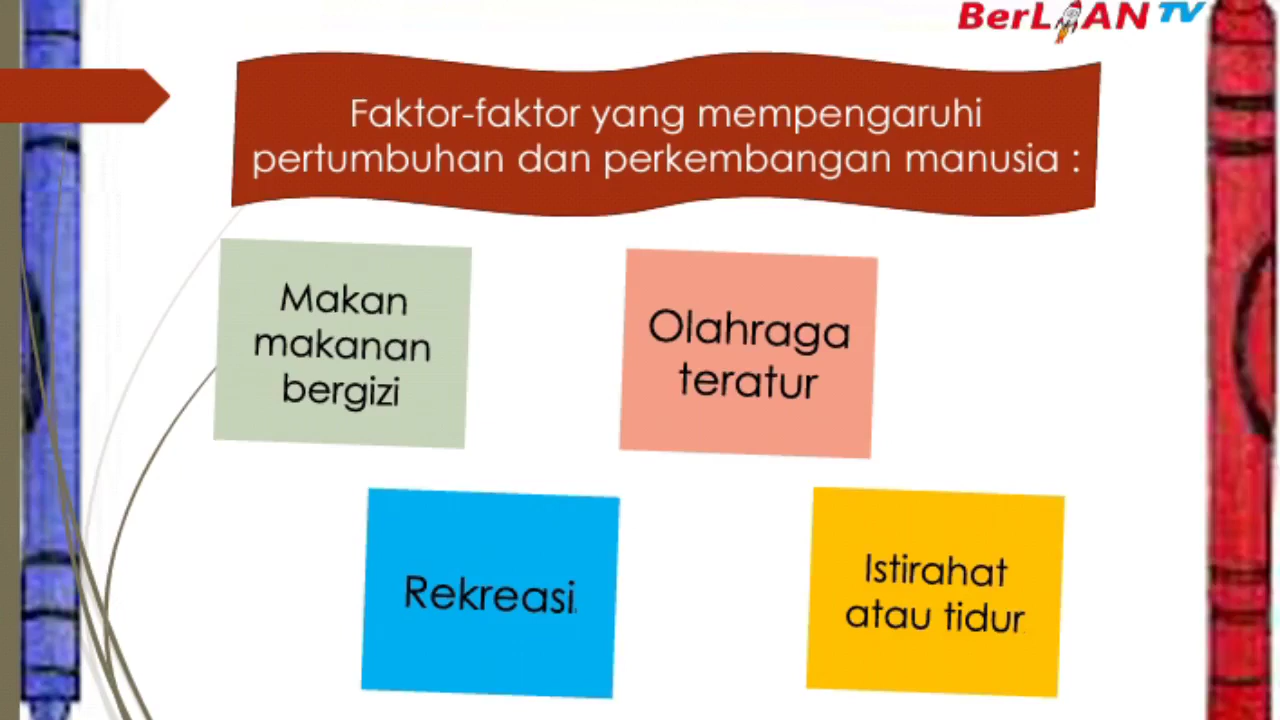 BerLIAN TV
Faktor-faktor yang mempengaruhi
pertumbuhan dan perkembangan manusia :
Makan
makanan
bergizi
Olahraga
teratur
Rekreasi.
Istirahat
atau tidur.